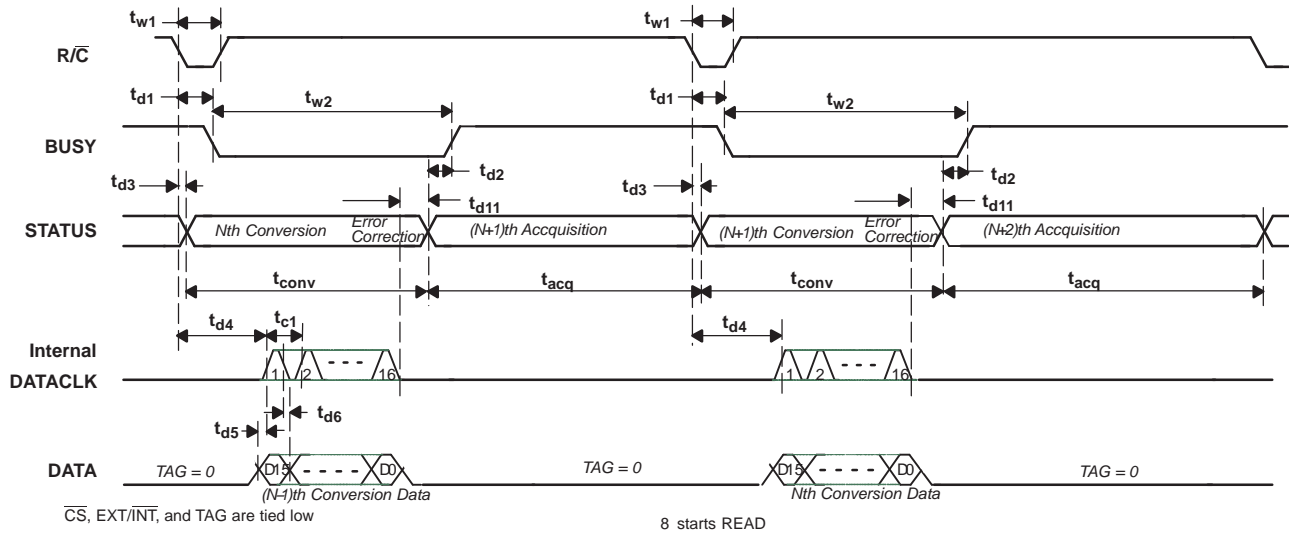 tw1 tw1
R/C̅
td1 tw2 td1 tw2
BUSY
td3 td2 td3 td2
td11 td11
STATUS Nth Conversion Error Correction (N+1)th Accquisition (N+1)th Conversion Error Correction (N+2)th Accquisition
tconv tacq tconv tacq
td4 tc1 td4
Internal DATACLK 1 2 - - - 16 1 2 - - - 16
td5 td6
DATA TAG = 0 D15 - - - - - D0 TAG = 0 D15 - - - - - D0 TAG = 0
(N-1)th Conversion Data Nth Conversion Data
C̅S̅, EXT/I̅N̅T̅, and TAG are tied low
8 starts READ